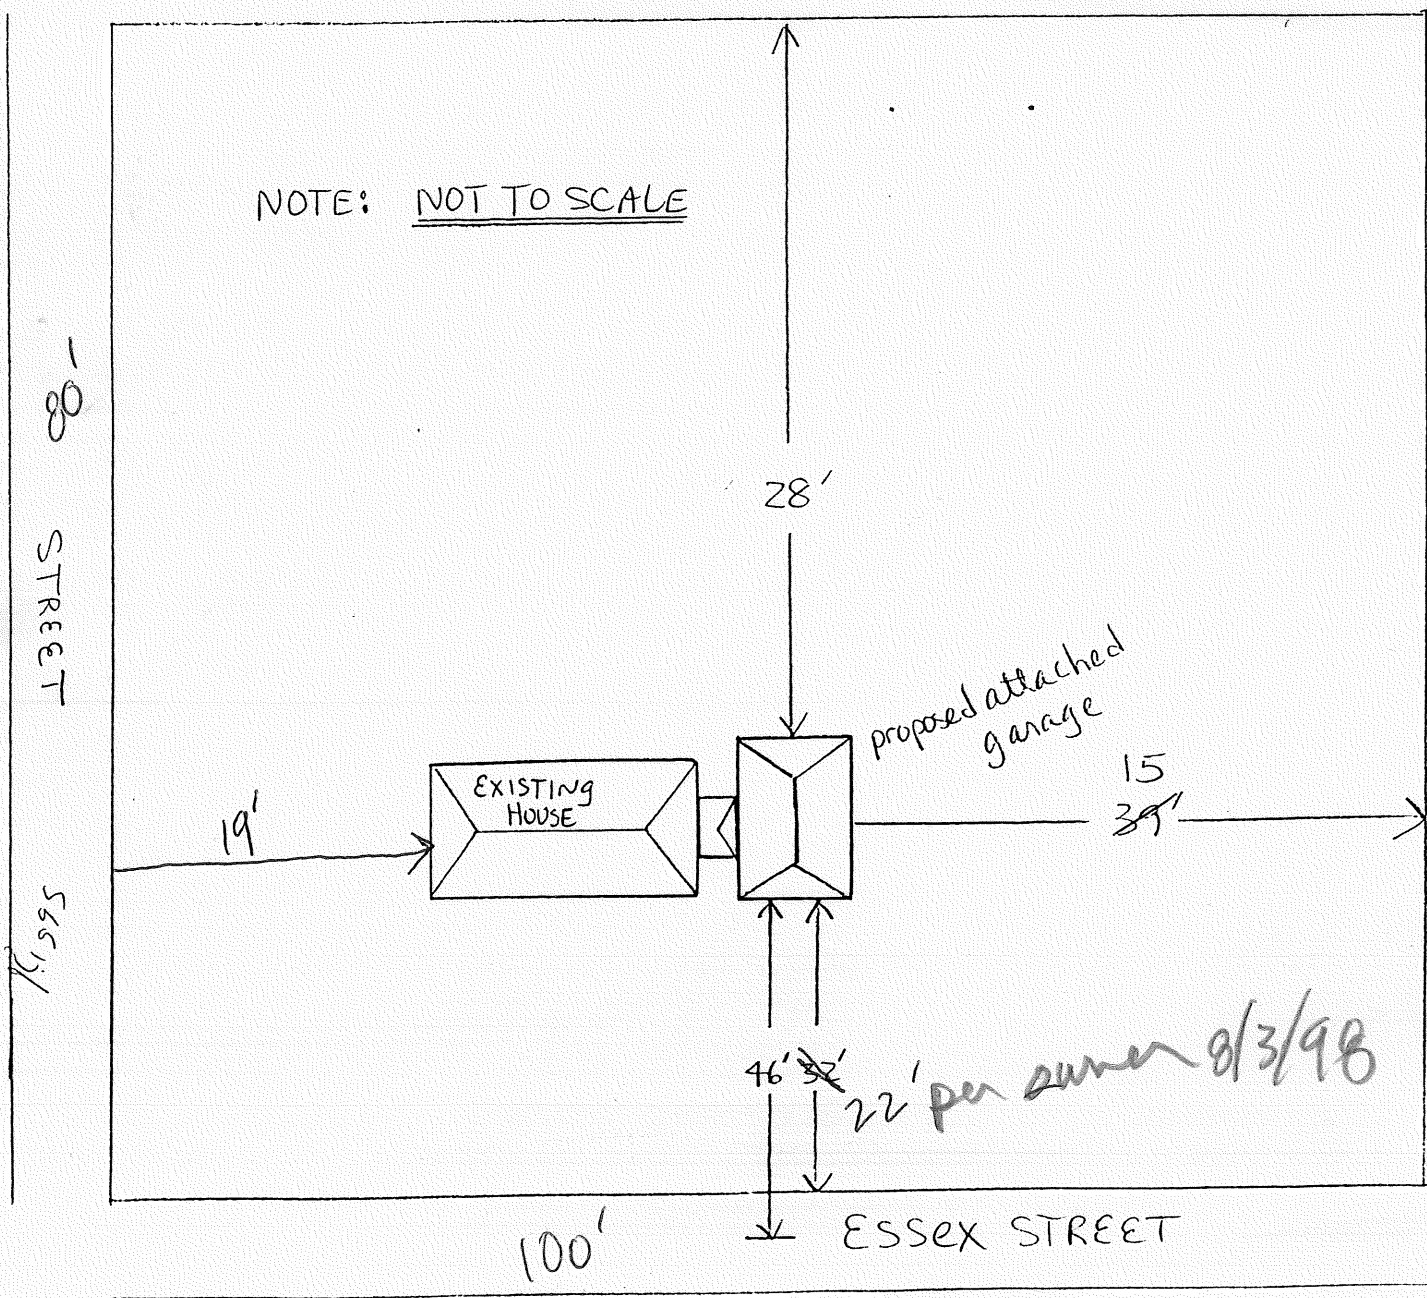 NOTE: NOT TO SCALE
80'
STREET
28'
proposed attached
garage
EXISTING
HOUSE
15
39'
19'
46' 32'
22' per owner 8/3/98
100'
ESSEX STREET